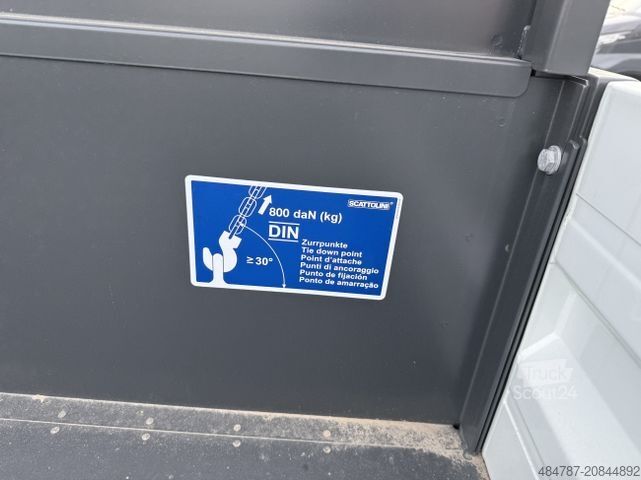 SCATTOLINI®
800 daN (kg)
DIN
Zurrpunkte
Tie down point
≥30° Point d'attache
Punti di ancoraggio
Punto de fijación
Ponto de amarração
Truck
Scout24
484787-20844892